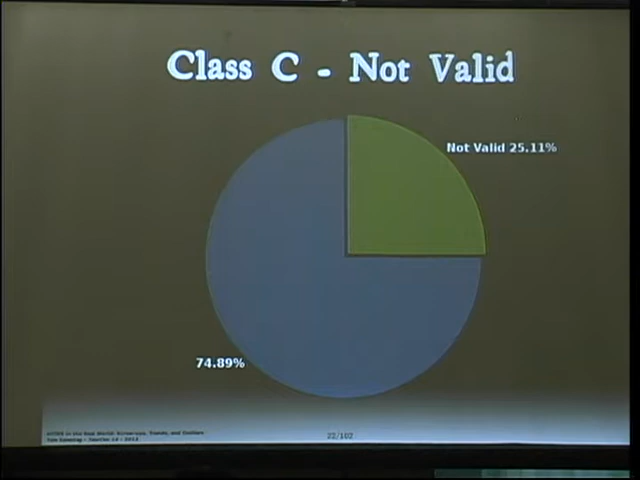 Class C - Not Valid
Not Valid 25.11%
74.89%
22/102